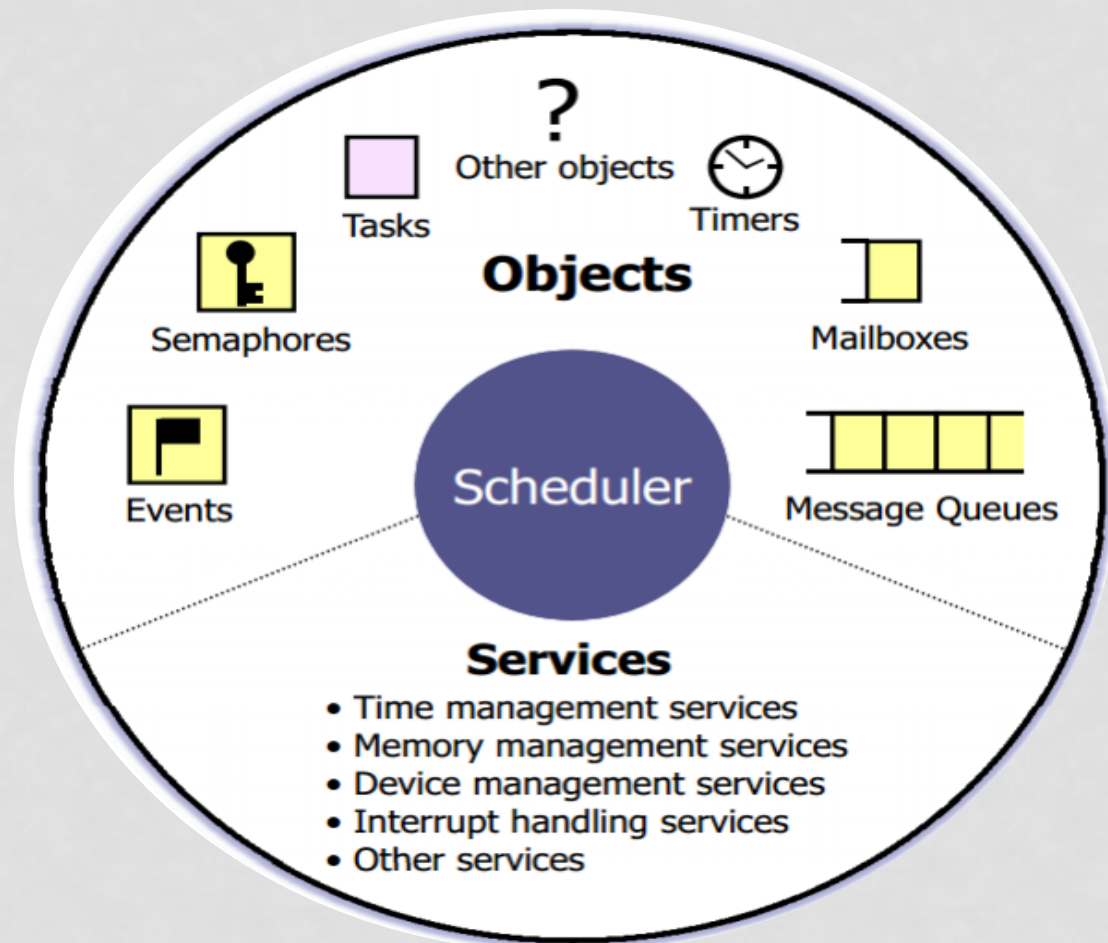 ?
Other objects
Tasks
Timers
Objects
Semaphores
Mailboxes
Scheduler
Events
Message Queues
Services
• Time management services
• Memory management services
• Device management services
• Interrupt handling services
• Other services